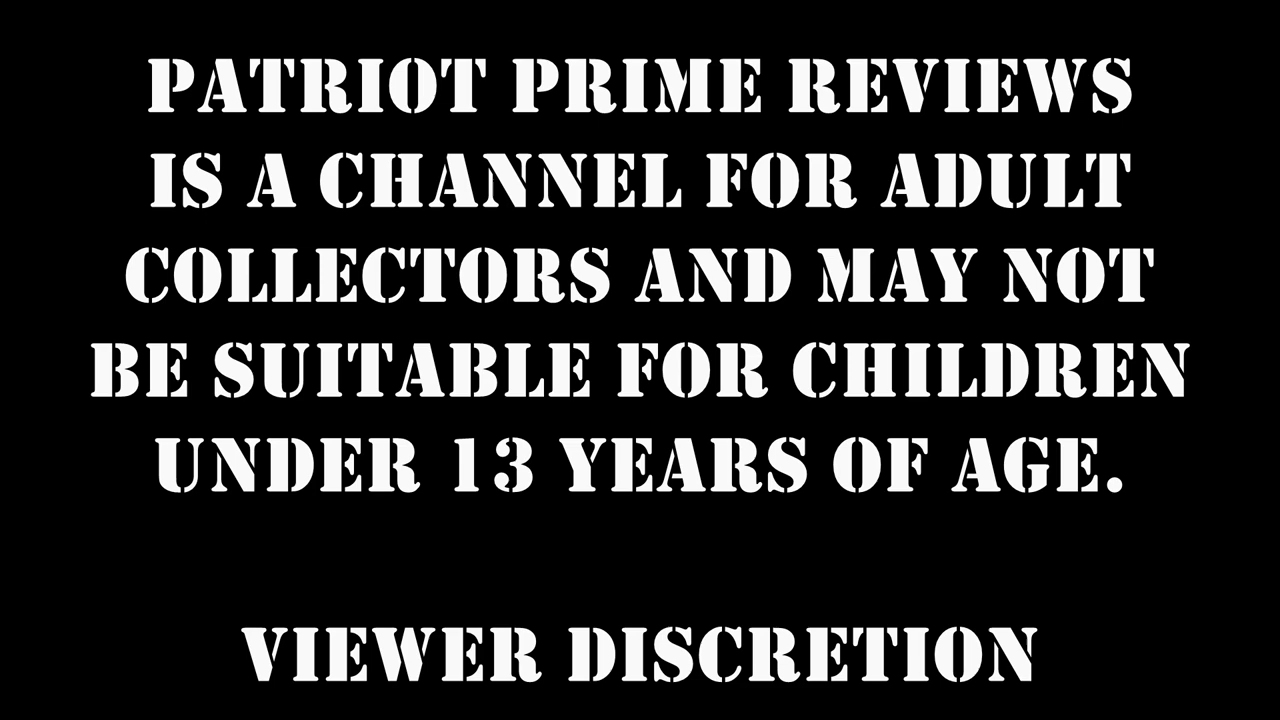 PATRIOT PRIME REVIEWS
IS A CHANNEL FOR ADULT
COLLECTORS AND MAY NOT
BE SUITABLE FOR CHILDREN
UNDER 13 YEARS OF AGE.
VIEWER DISCRETION